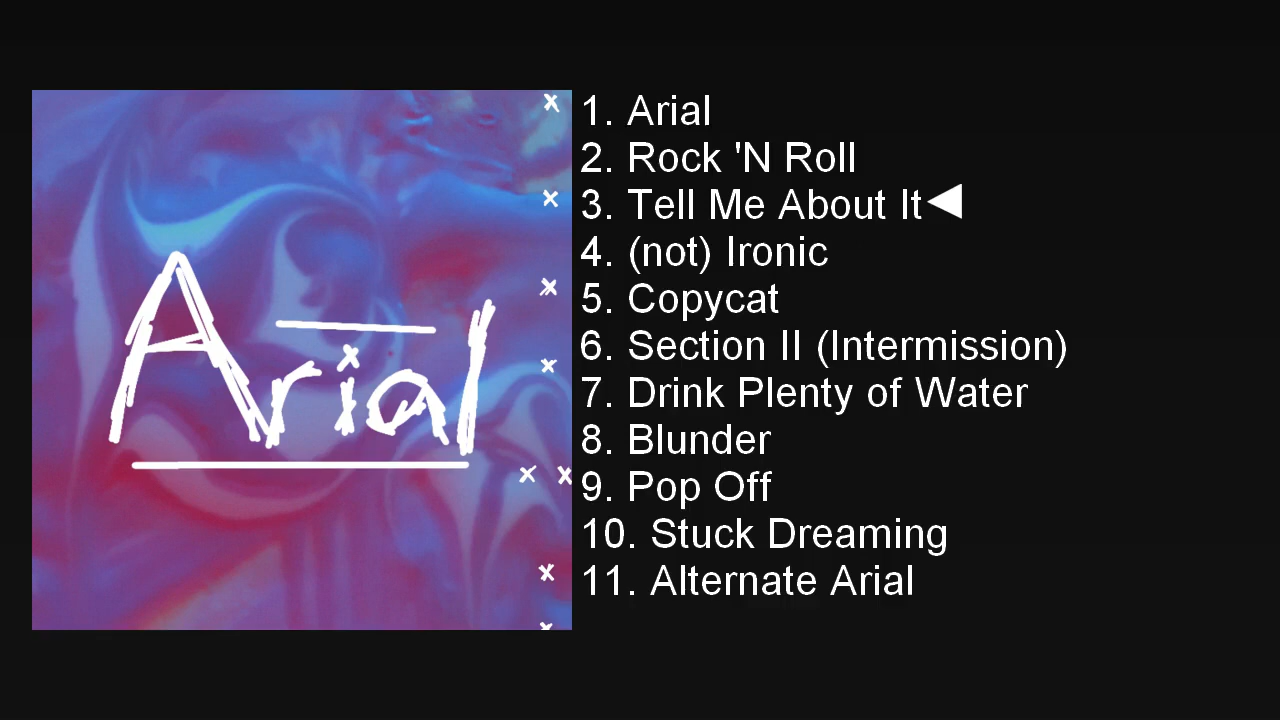 Arial
1. Arial
2. Rock 'N Roll
3. Tell Me About It
4. (not) Ironic
5. Copycat
6. Section II (Intermission)
7. Drink Plenty of Water
8. Blunder
9. Pop Off
10. Stuck Dreaming
11. Alternate Arial